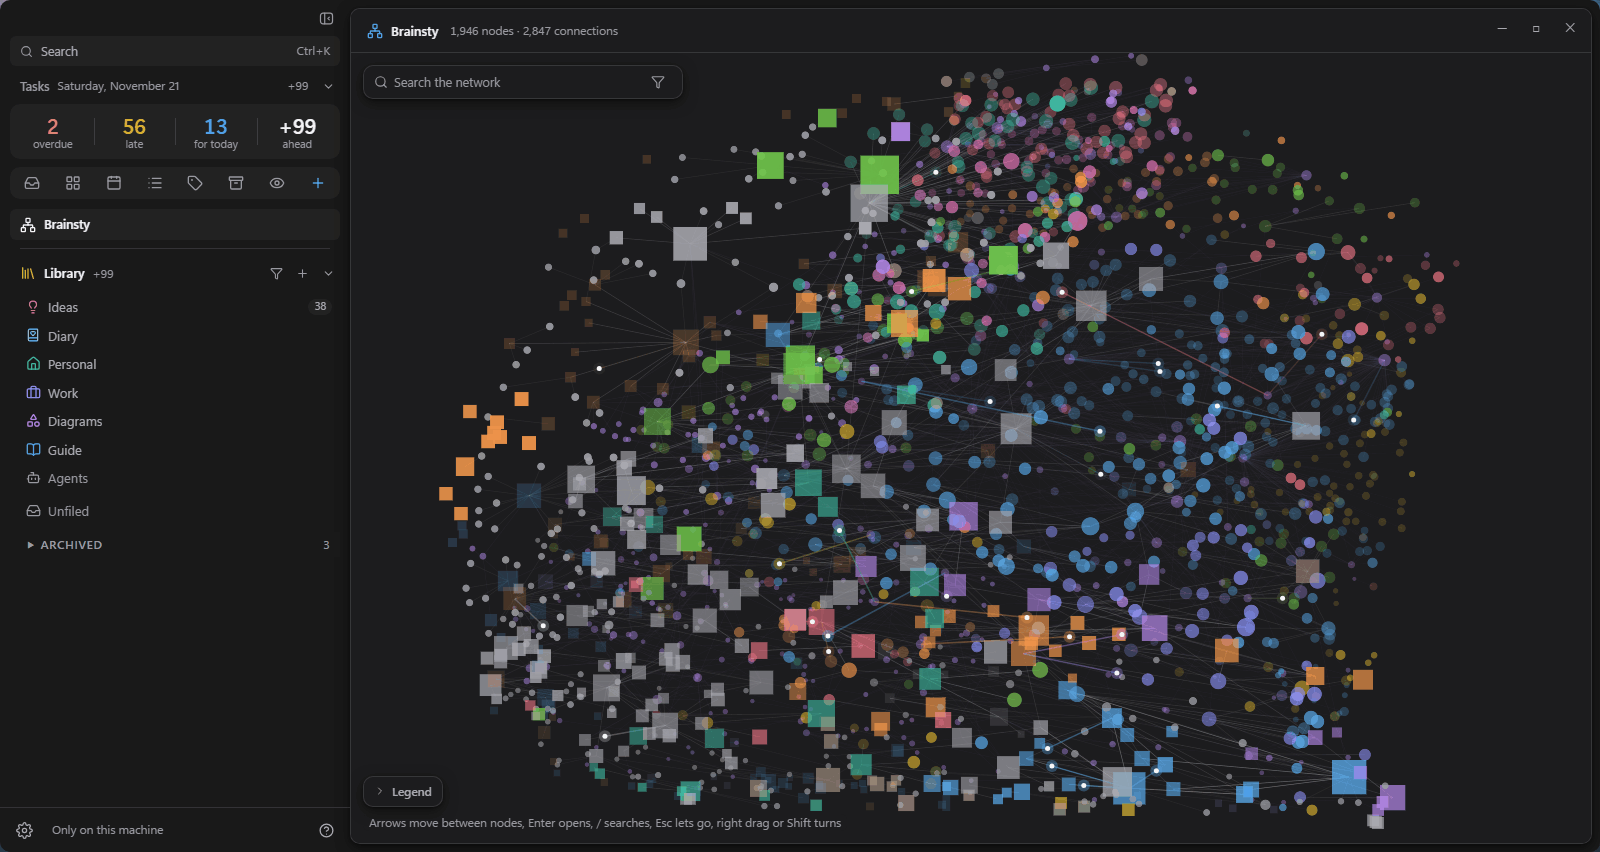 Search
Ctrl+K
Tasks Saturday, November 21 +99
2 56 13 +99
overdue late for today ahead
Brainsty
Library +99
Ideas 38
Diary
Personal
Work
Diagrams
Guide
Agents
Unfiled
ARCHIVED 3
Only on this machine
Brainsty 1,946 nodes · 2,847 connections
Search the network
Legend
Arrows move between nodes, Enter opens, / searches, Esc lets go, right drag or Shift turns